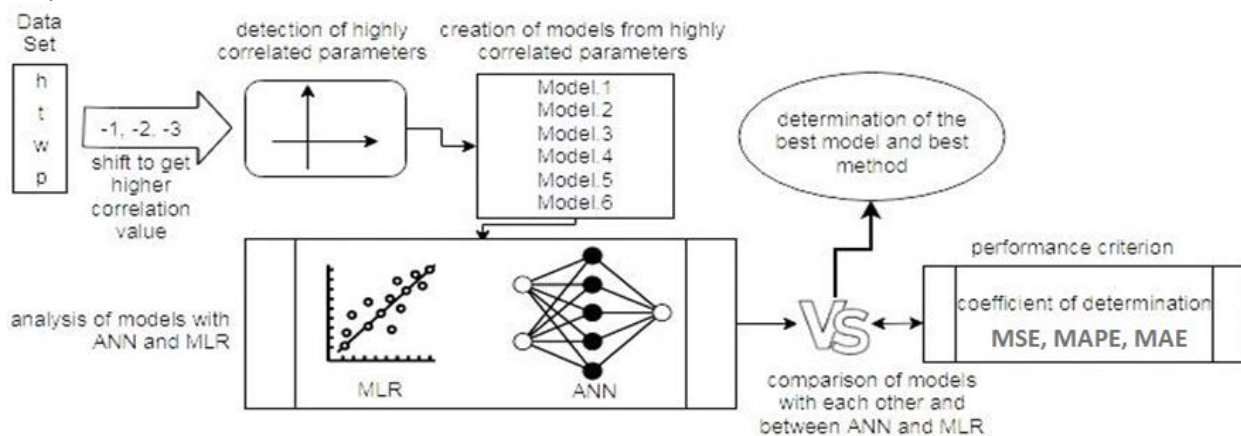 Data
Set
h
t
w
p
-1, -2, -3
shift to get
higher
correlation
value
detection of highly
correlated parameters
creation of models from highly
correlated parameters
Model.1
Model.2
Model.3
Model.4
Model.5
Model.6
analysis of models with
ANN and MLR
MLR
ANN
VS
comparison of models
with each other and
between ANN and MLR
determination of the
best model and best
method
performance criterion
coefficient of determination
MSE, MAPE, MAE